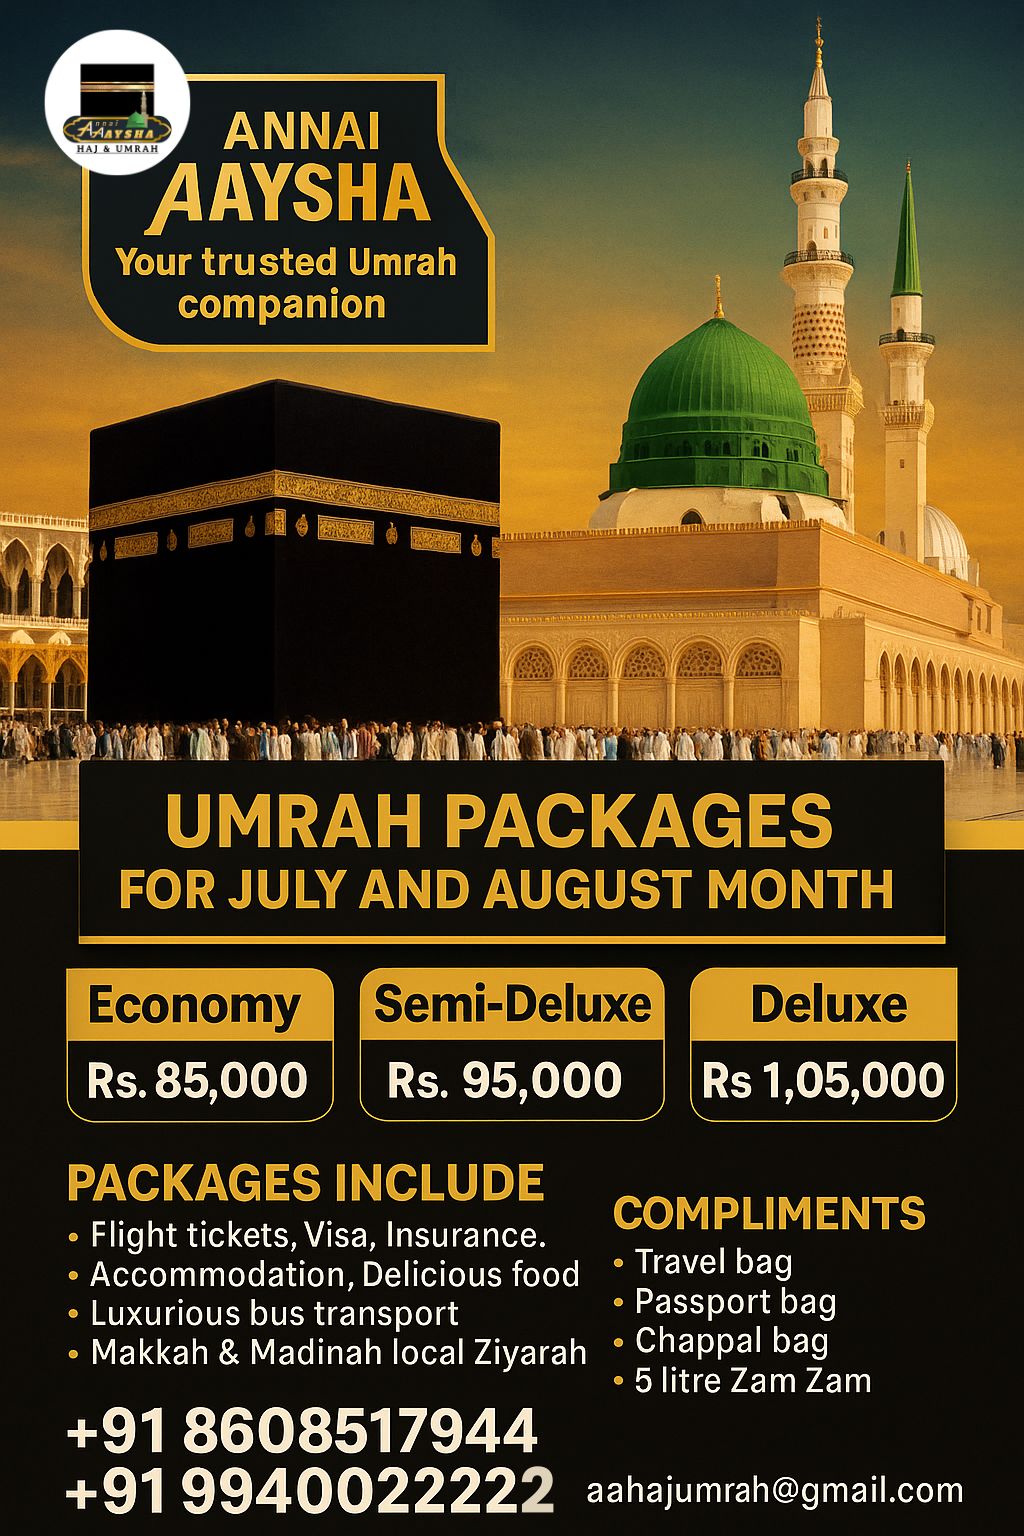 Annai
AAYSHA
HAJ & UMRAH
ANNAI
AAYSHA
Your trusted Umrah
companion
UMRAH PACKAGES
FOR JULY AND AUGUST MONTH
Economy
Rs. 85,000
Semi-Deluxe
Rs. 95,000
Deluxe
Rs 1,05,000
PACKAGES INCLUDE
• Flight tickets, Visa, Insurance.
• Accommodation, Delicious food
• Luxurious bus transport
• Makkah & Madinah local Ziyarah
COMPLIMENTS
• Travel bag
• Passport bag
• Chappal bag
• 5 litre Zam Zam
+91 8608517944
+91 9940022222
aahajumrah@gmail.com